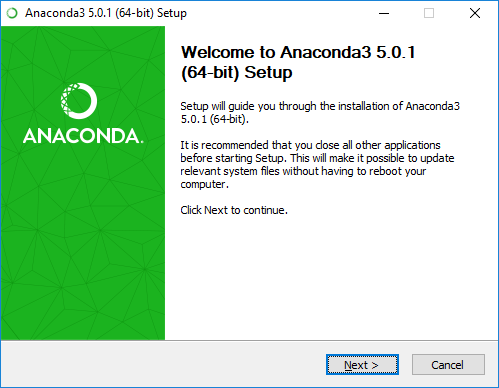 Anaconda3 5.0.1 (64-bit) Setup
Welcome to Anaconda3 5.0.1
(64-bit) Setup
Setup will guide you through the installation of Anaconda3
5.0.1 (64-bit).
It is recommended that you close all other applications
before starting Setup. This will make it possible to update
relevant system files without having to reboot your
computer.
Click Next to continue.
ANACONDA.
Next >
Cancel